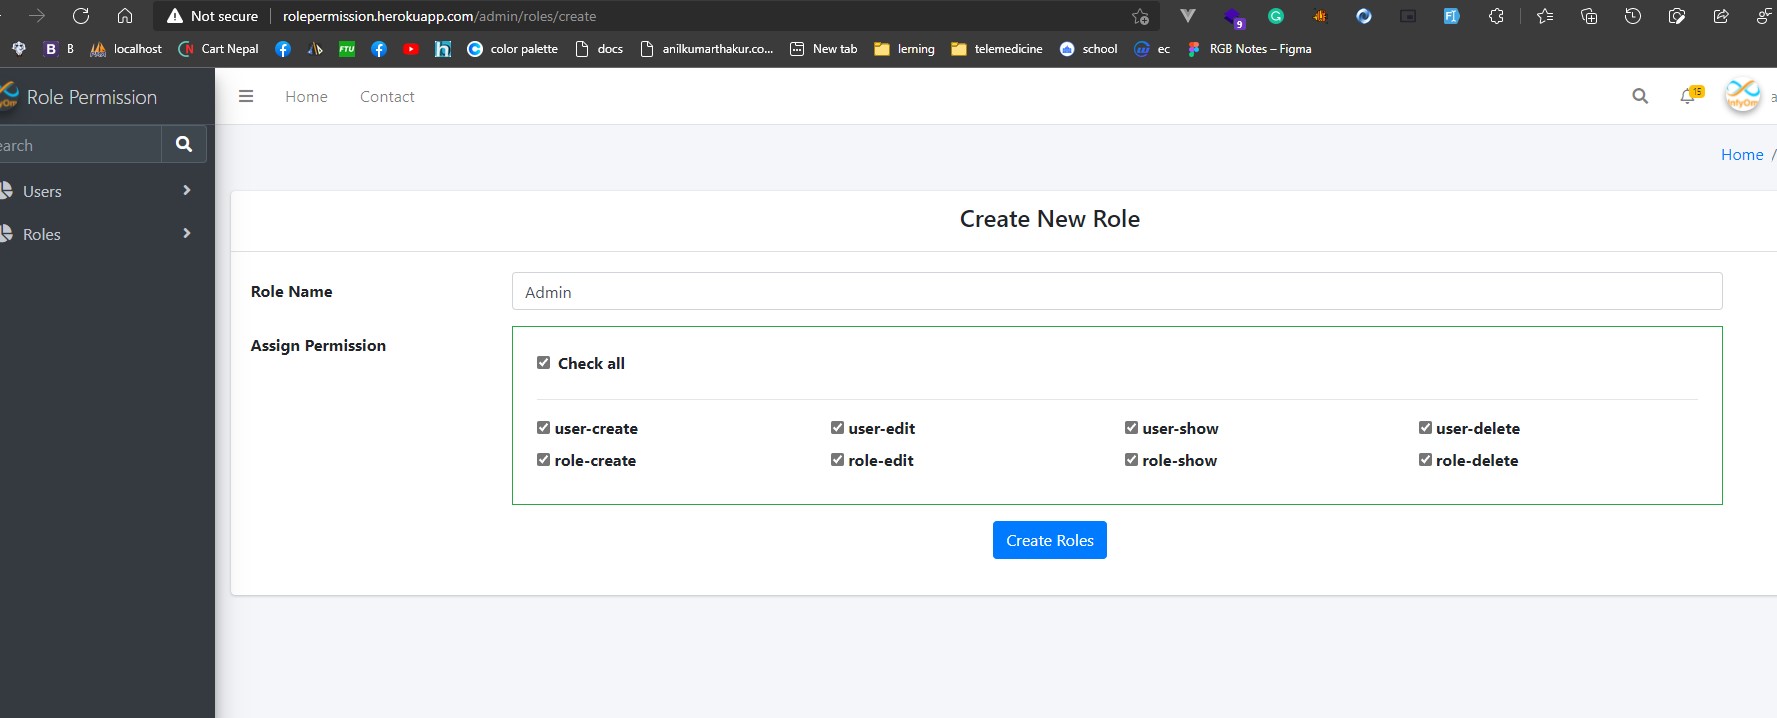 Not secure rolepermission.herokuapp.com/admin/roles/create
9
B B localhost Cart Nepal FTU color palette docs anilkumarthakur.co... New tab lerning telemedicine school ec RGB Notes – Figma
Role Permission Home Contact 15
earch
Home /
Users
Roles
Create New Role
Role Name Admin
Assign Permission
Check all
user-create user-edit user-show user-delete
role-create role-edit role-show role-delete
Create Roles